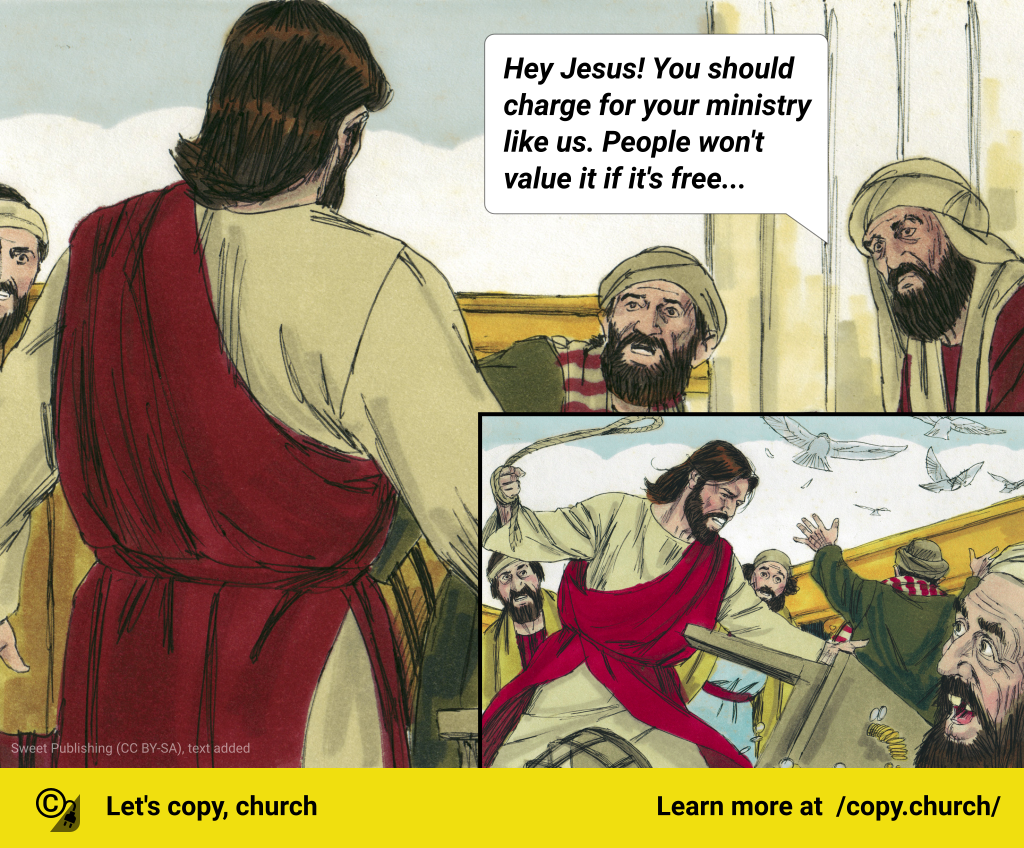 Hey Jesus! You should
charge for your ministry
like us. People won't
value it if it's free...
Sweet Publishing (CC BY-SA), text added
© Let's copy, church
Learn more at /copy.church/